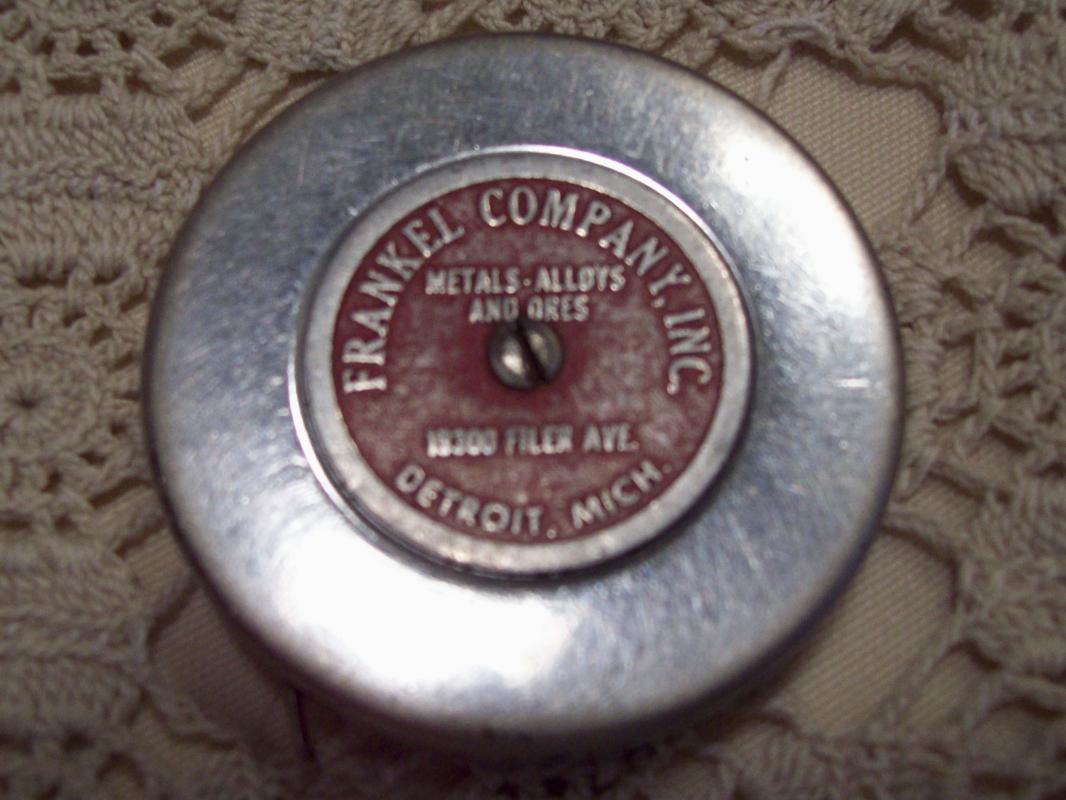 FRANKEL COMPANY, INC.
METALS-ALLOYS
AND ORES
19300 FILER AVE.
DETROIT, MICH.